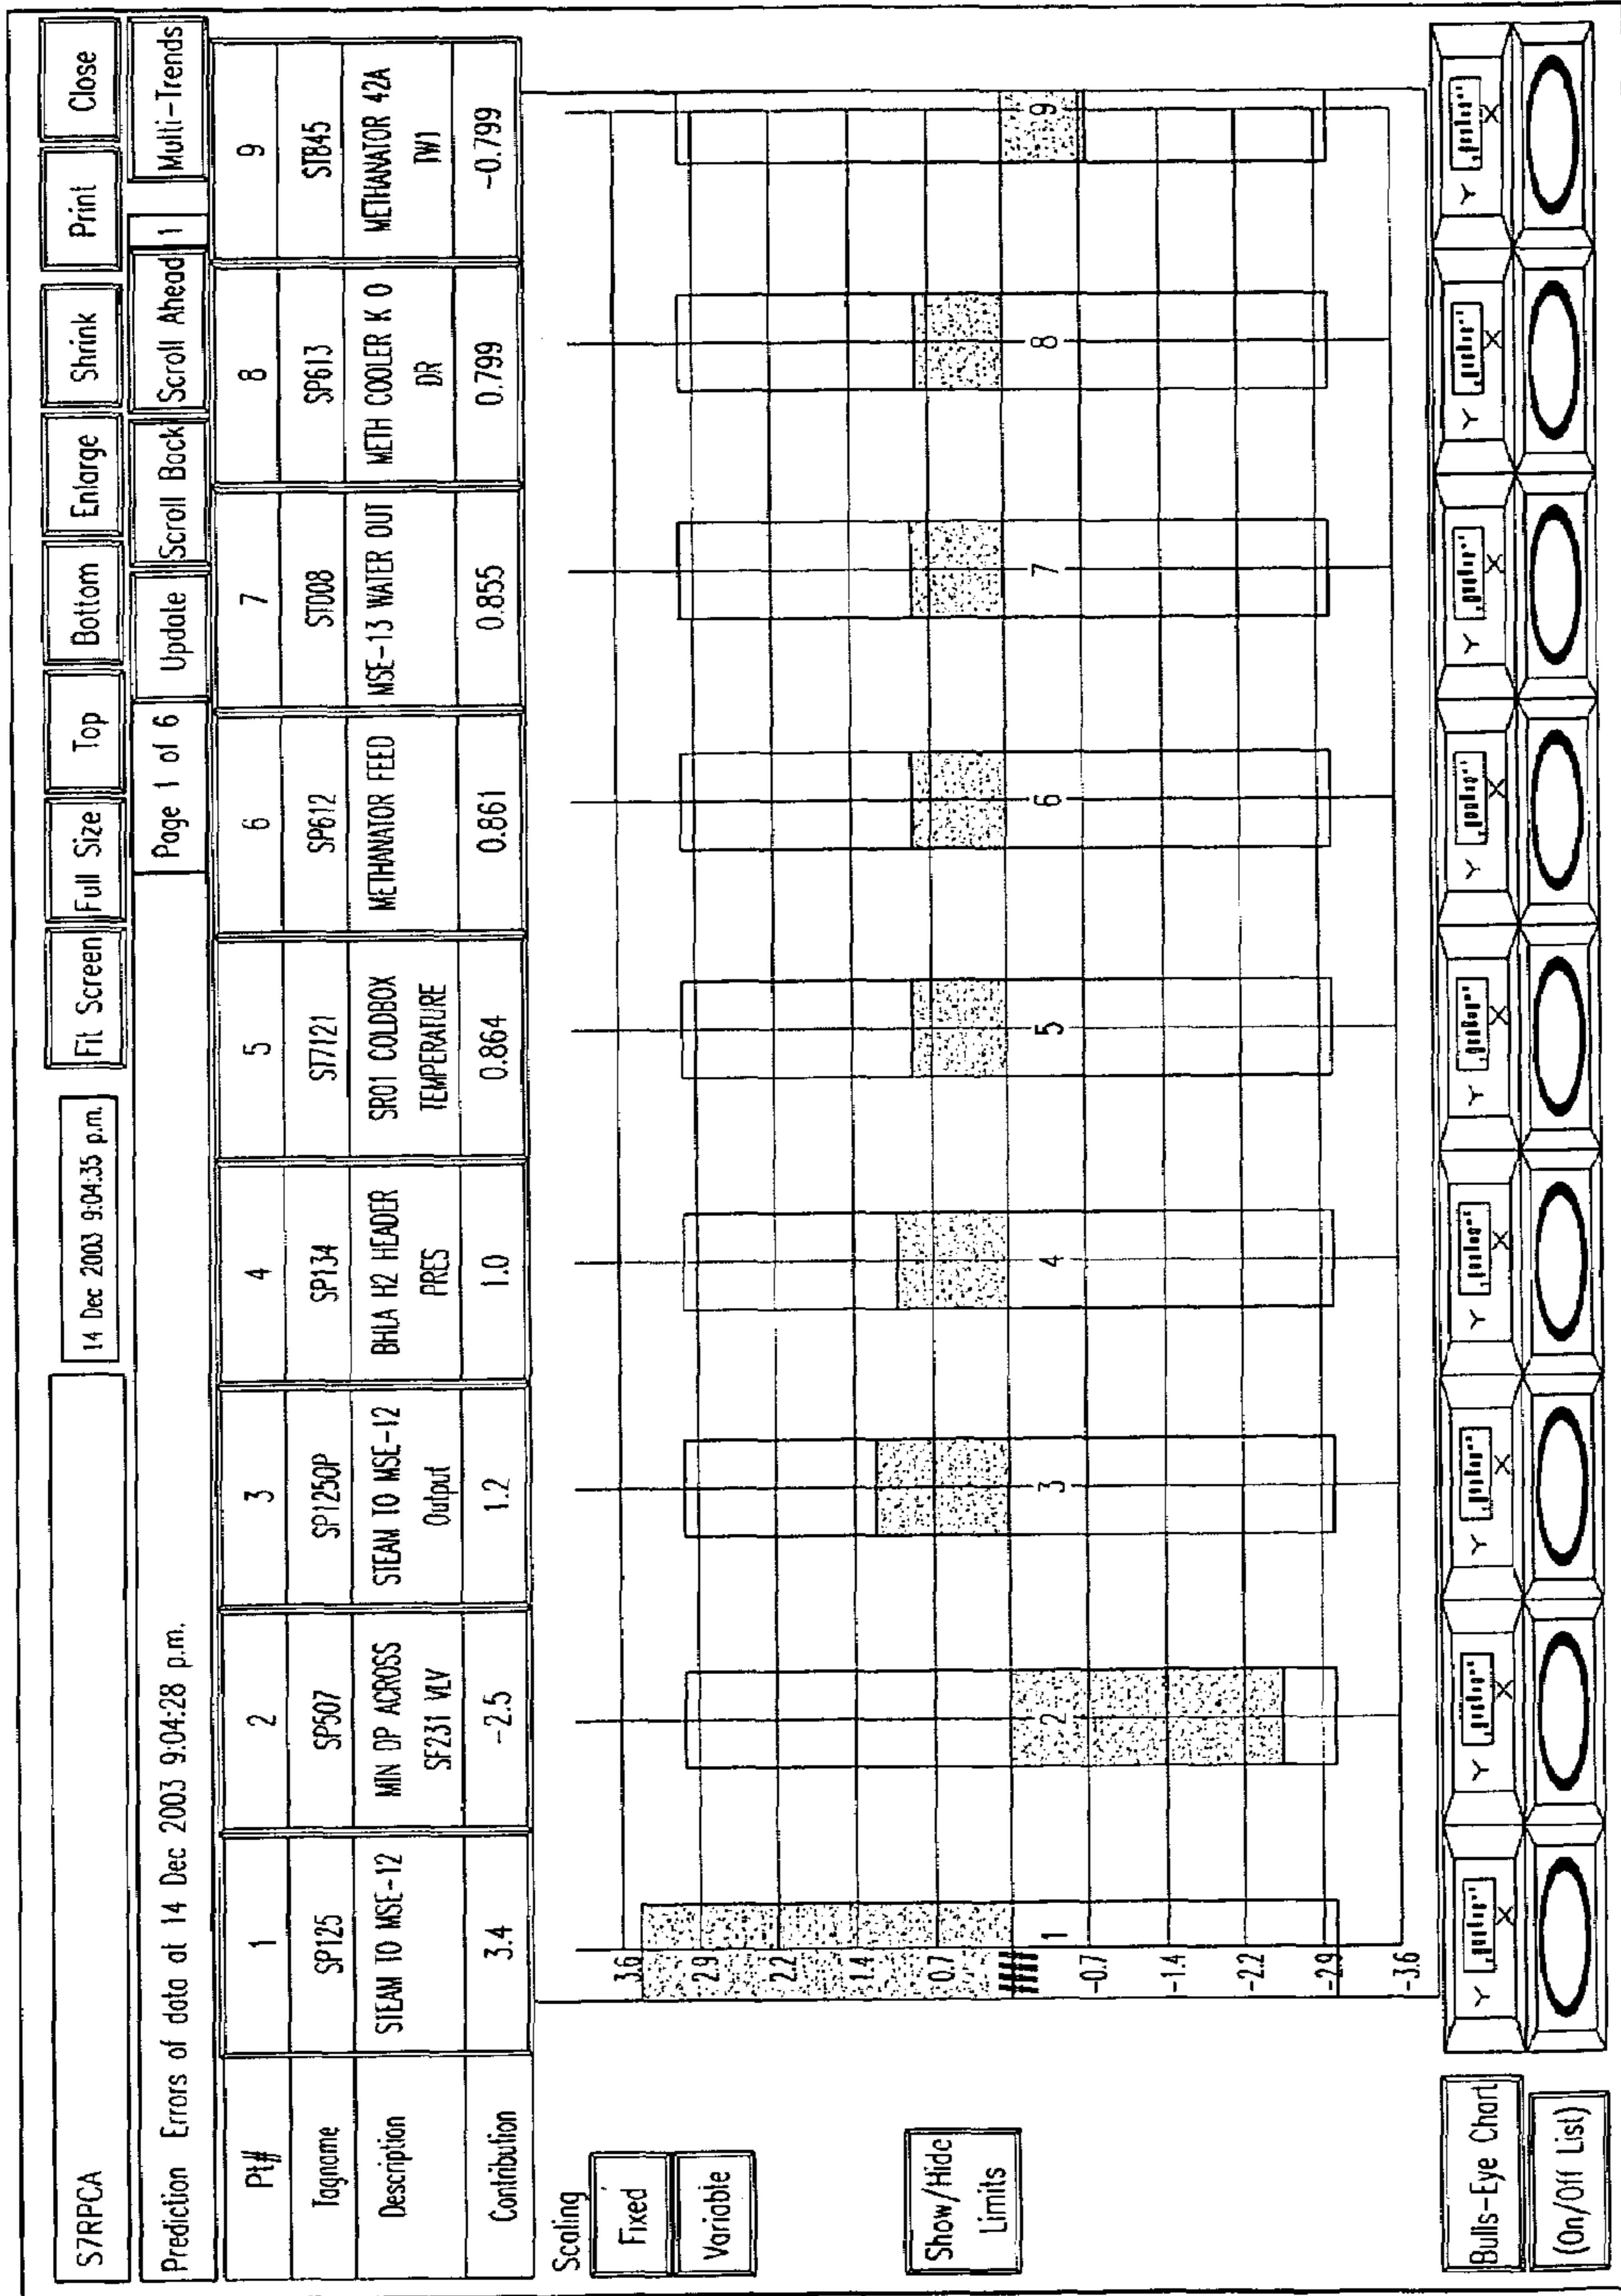 S7RPCA
14 Dec 2003 9:04:35 p.m.
Fit Screen Full Size Top Bottom Enlarge Shrink Print Close
Page 1 of 6 Update Scroll Back Scroll Ahead 1 Multi-Trends
Prediction Errors of data at 14 Dec 2003 9:04:28 p.m.
Pt# 1 2 3 4 5 6 7 8 9
Tagname SP125 SP507 SP125OP SP134 ST7121 SP612 ST008 SP613 ST845
Description STEAM TO MSE-12 MIN DP ACROSS STEAM TO MSE-12 BHLA H2 HEADER SRO1 COLDBOX METHANATOR FEED MSE-13 WATER OUT METH COOLER K O METHANATOR 42A
SF231 VLV Output PRES TEMPERATURE DR TW1
Contribution 3.4 -2.5 1.2 1.0 0.864 0.861 0.855 0.799 -0.799
Scaling
Fixed
Variable
Show/Hide
Limits
3.6
2.9
2.2
1.4
0.7
####
-0.7
-1.4
-2.2
-2.9
-3.6
1 2 3 4 5 6 7 8 9
Bulls-Eye Chart
Y X Y X Y X Y X Y X Y X Y X Y X Y X
(On/Off List)